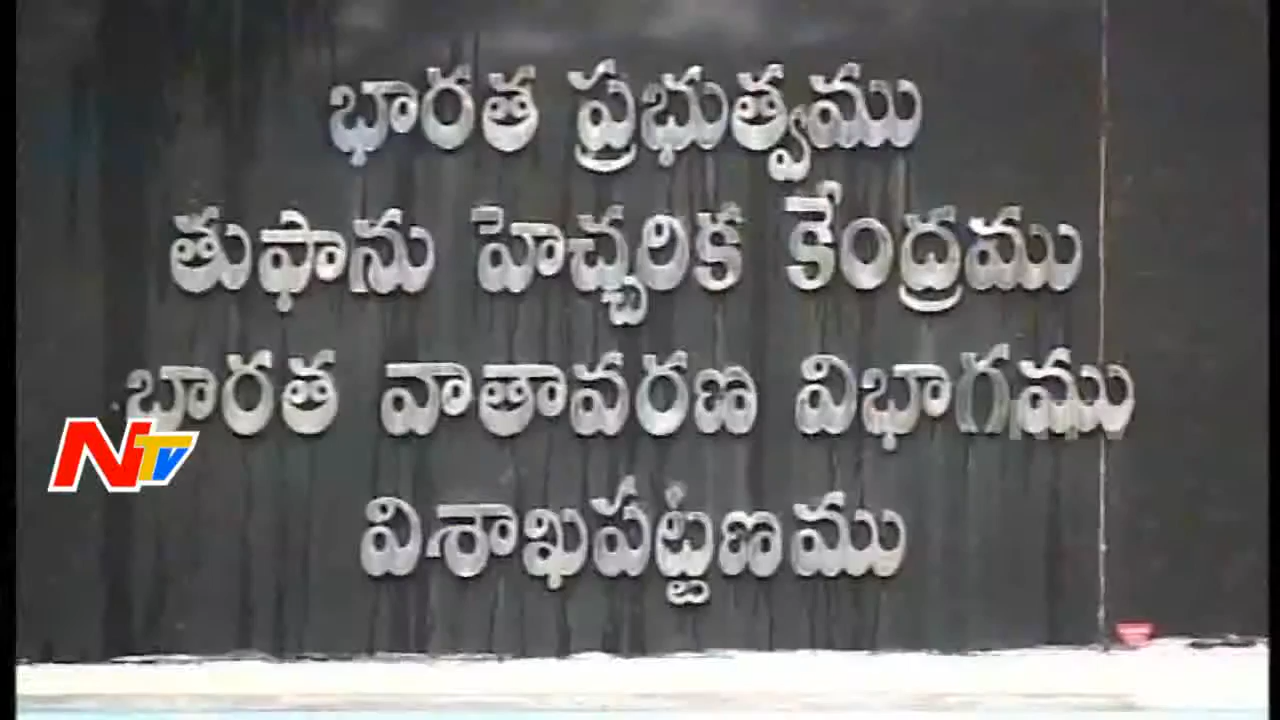 భారత ప్రభుత్వము
తుఫాను హెచ్చరిక కేంద్రము
భారత వాతావరణ విభాగము
NTV
విశాఖపట్టణము